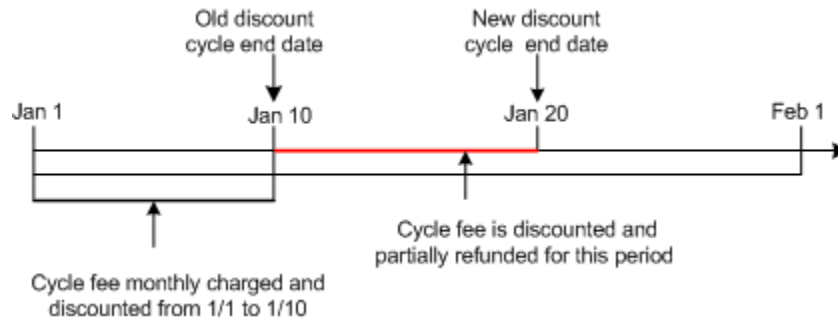 Old discount
cycle end date
New discount
cycle end date
Jan 1
Jan 10
Jan 20
Feb 1
Cycle fee is discounted and
partially refunded for this period
Cycle fee monthly charged and
discounted from 1/1 to 1/10